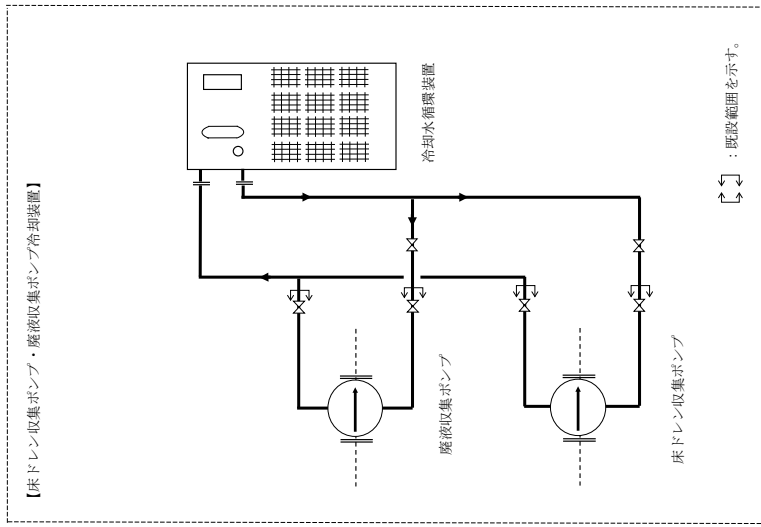 【床ドレン収集ポンプ・廃液収集ポンプ冷却装置】
冷却水循環装置
廃液収集ポンプ
床ドレン収集ポンプ
：既設範囲を示す。